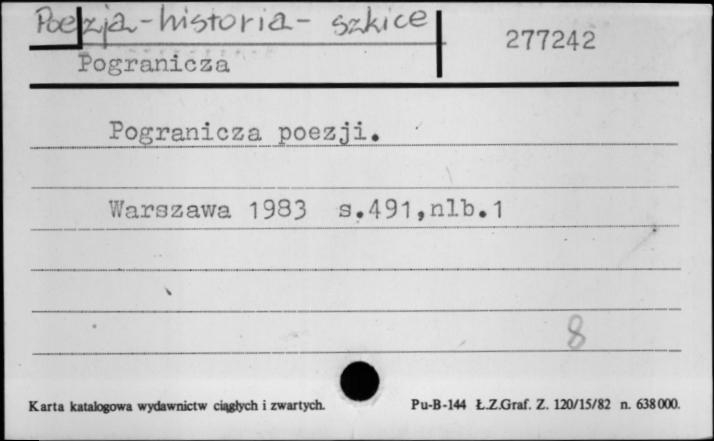 Poezja - historia - szkice
277242
Pogranicza
Pogranicza poezji.
Warszawa 1983 s.491,nlb.1
8
Karta katalogowa wydawnictw ciągłych i zwartych.
Pu-B-144 Ł.Z.Graf. Z. 120/15/82 n. 638000.